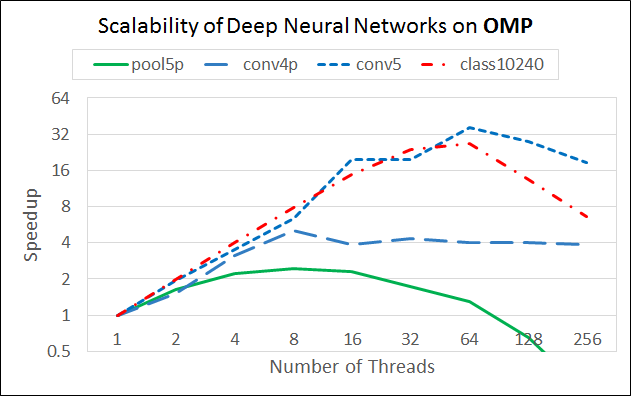 Scalability of Deep Neural Networks on OMP
pool5p conv4p conv5 class10240
64
32
16
8
4
2
1
0.5
Speedup
1 2 4 8 16 32 64 128 256
Number of Threads